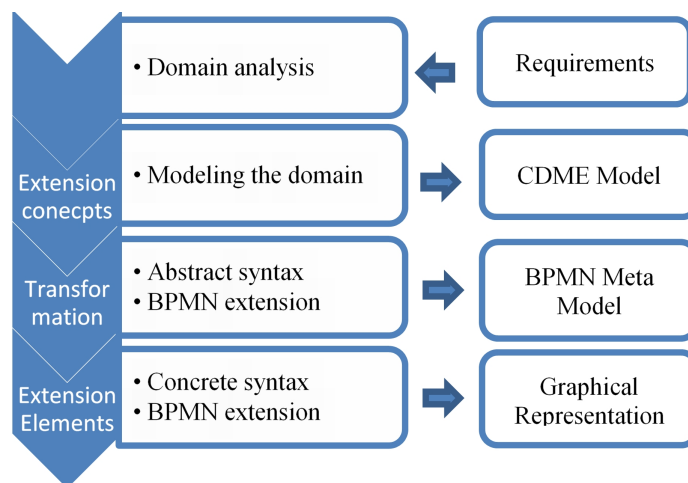 • Domain analysis
Requirements
Extension
conecpts
• Modeling the domain
CDME Model
Transfor
mation
• Abstract syntax
• BPMN extension
BPMN Meta
Model
Extension
Elements
• Concrete syntax
• BPMN extension
Graphical
Representation